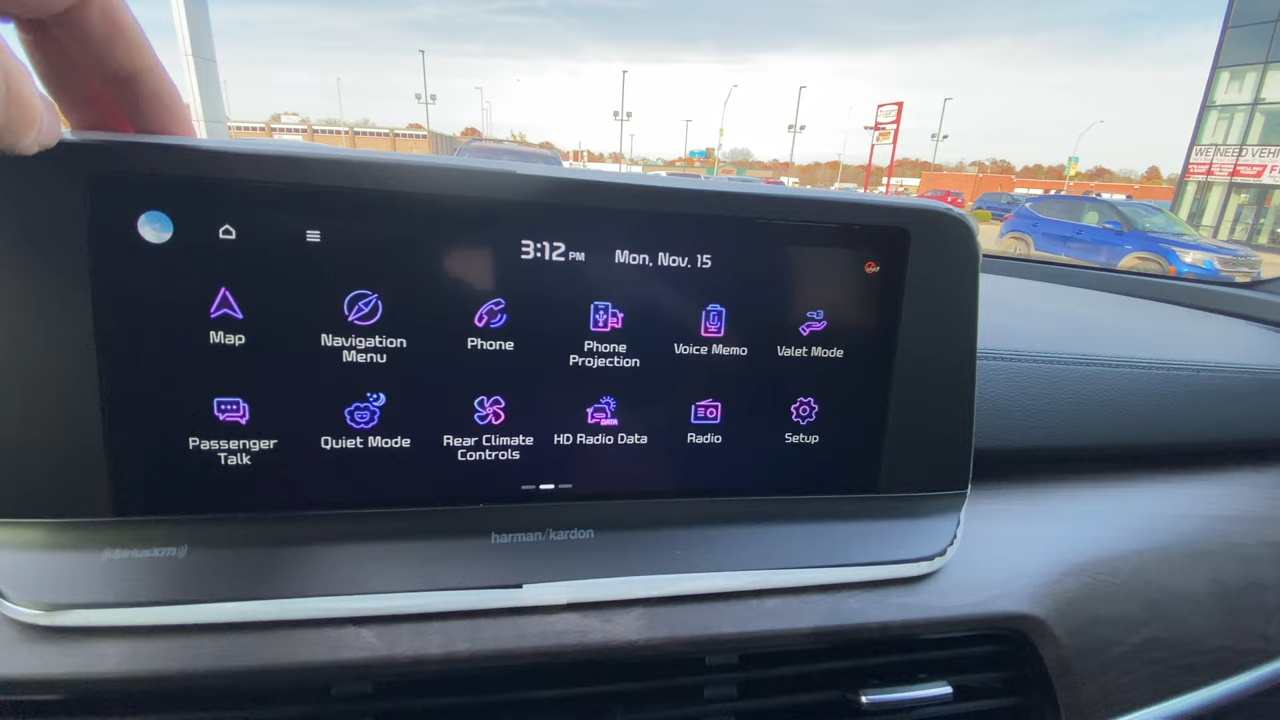 3:12 PM Mon, Nov. 15
Map
Navigation
Menu
Phone
Phone
Projection
Voice Memo
Valet Mode
Passenger
Talk
Quiet Mode
Rear Climate
Controls
DATA
HD Radio Data
Radio
Setup
harman/kardon
SiriusXM
WE NEED VEHI